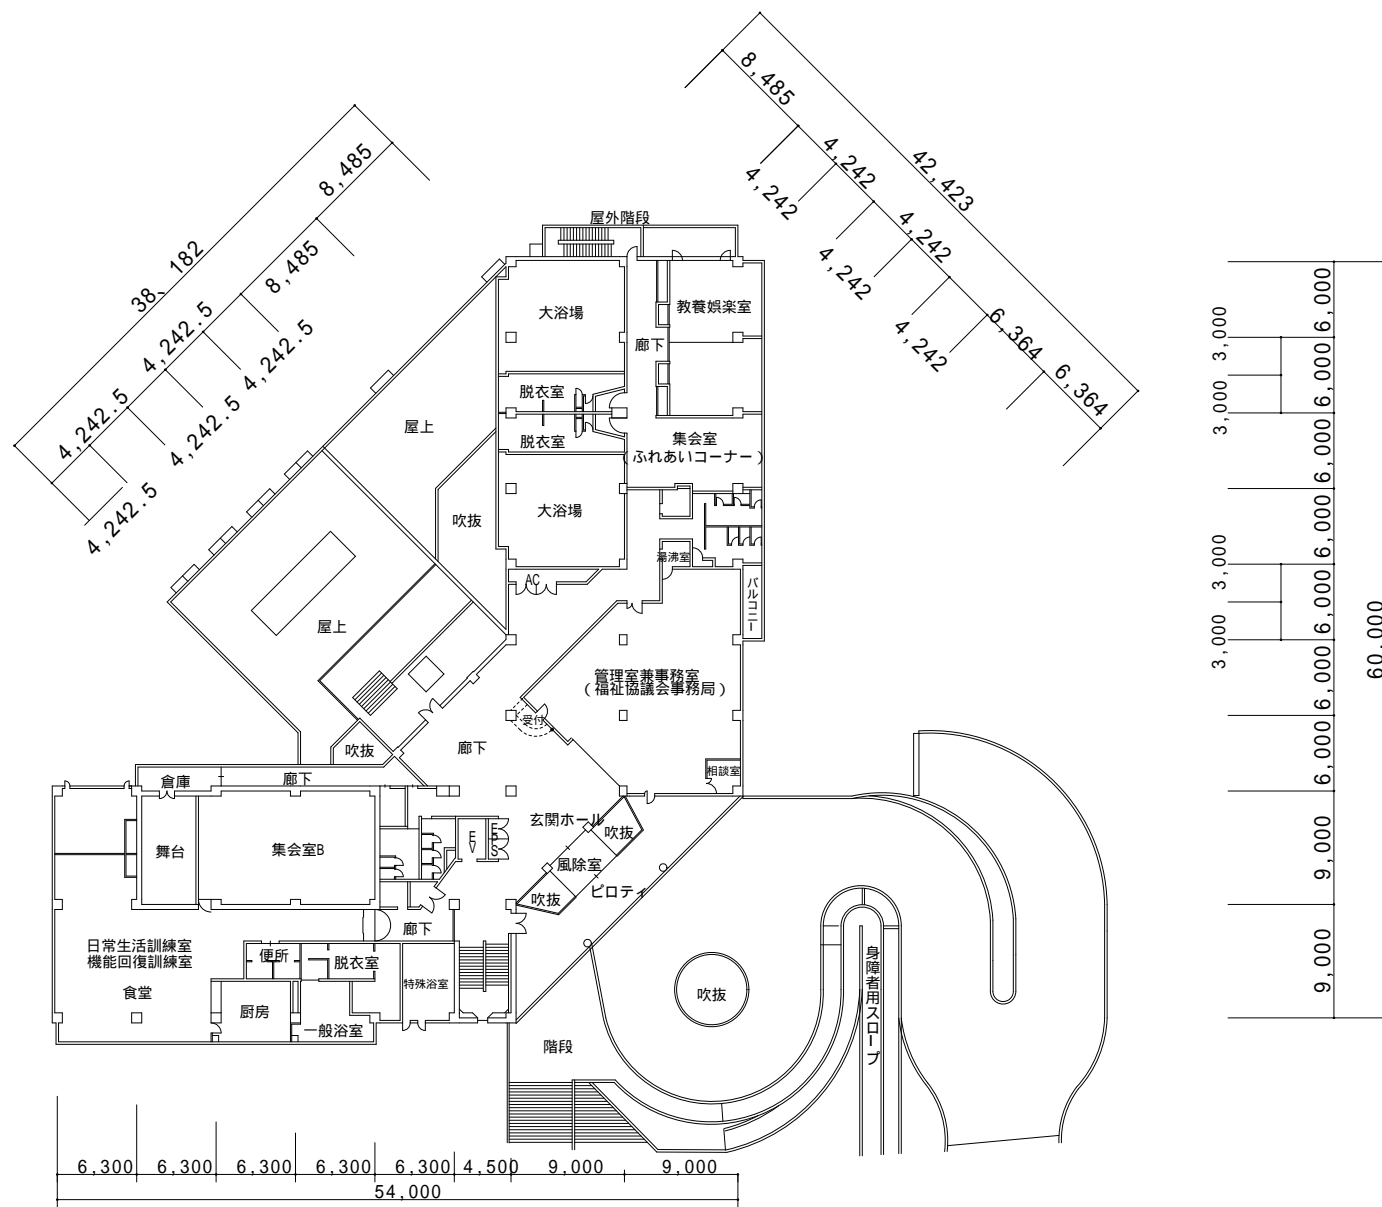 8,485
4,242
4,242
42,423
4,242
4,242
4,242
6,364
6,364
8,485
8,485
38、182
4,242.5
4,242.5
4,242.5
4,242.5
4,242.5
屋外階段
大浴場
教養娯楽室
廊下
脱衣室
脱衣室
集会室
(ふれあいコーナー)
屋上
大浴場
吹抜
湯沸室
AC
バルコニー
屋上
管理室兼事務室
(福祉協議会事務局)
受付
廊下
吹抜
相談室
倉庫
廊下
玄関ホール
吹抜
EV
EPS
舞台
集会室B
風除室
ピロティ
吹抜
廊下
日常生活訓練室
機能回復訓練室
便所
脱衣室
特殊浴室
食堂
厨房
一般浴室
吹抜
身障者用スロープ
階段
6,000
3,000
6,000
3,000
6,000
6,000
3,000
6,000
3,000
6,000
6,000
9,000
9,000
60,000
6,300
6,300
6,300
6,300
6,300
4,500
9,000
9,000
54,000